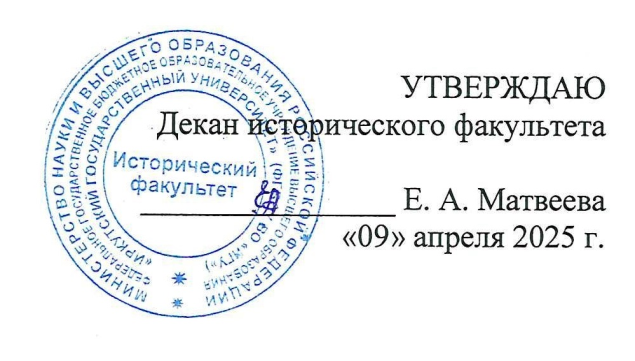 УТВЕРЖДАЮ
Декан исторического факультета
Е. А. Матвеева
«09» апреля 2025 г.
МИНИСТЕРСТВО НАУКИ И ВЫСШЕГО ОБРАЗОВАНИЯ РОССИЙСКОЙ ФЕДЕРАЦИИ
ФЕДЕРАЛЬНОЕ ГОСУДАРСТВЕННОЕ БЮДЖЕТНОЕ ОБРАЗОВАТЕЛЬНОЕ УЧРЕЖДЕНИЕ ВЫСШЕГО ОБРАЗОВАНИЯ
«ИРКУТСКИЙ ГОСУДАРСТВЕННЫЙ УНИВЕРСИТЕТ» «ИГУ»)
Исторический
факультет